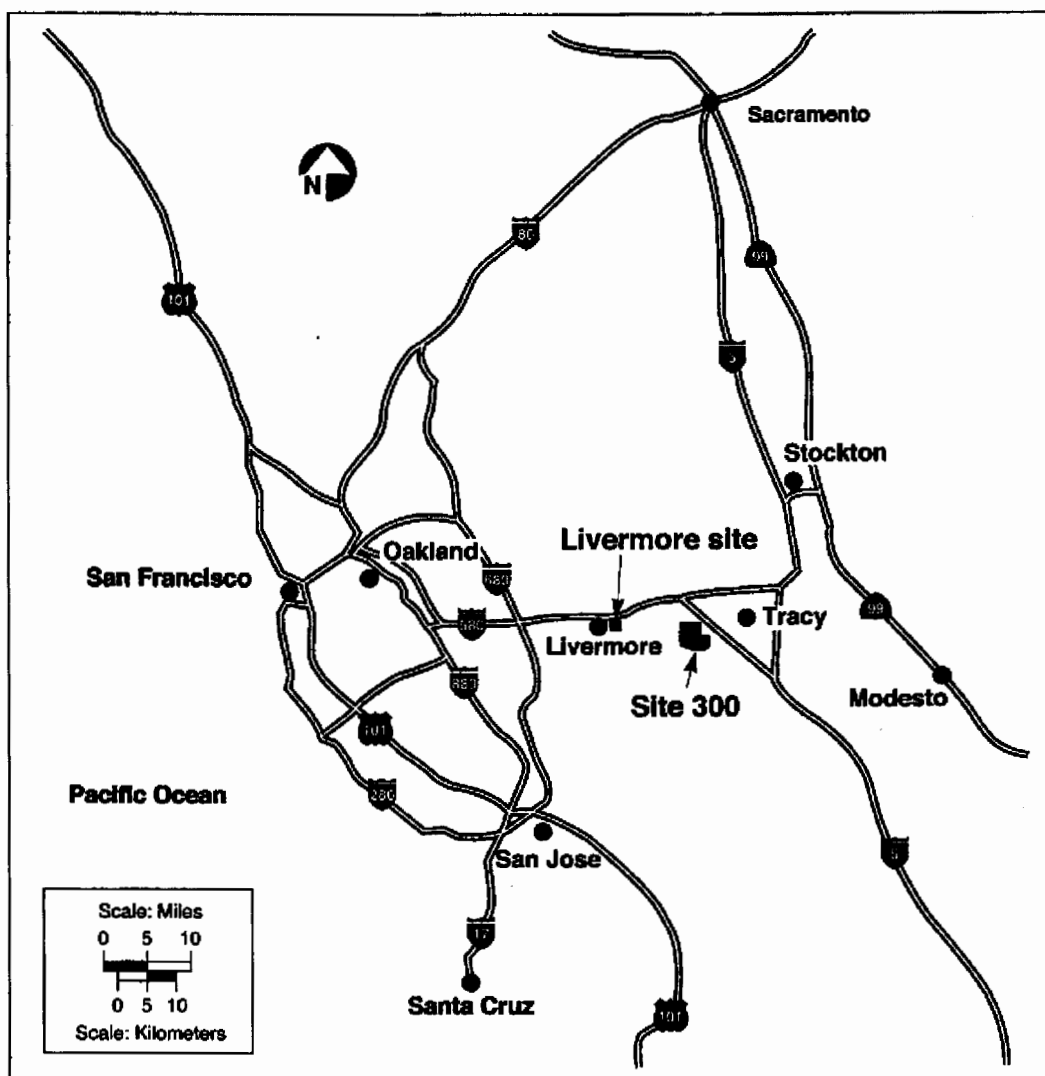 Sacramento
N
80
99
101
5
Stockton
Livermore site
Oakland
San Francisco
680
580
Tracy
Livermore
99
880
Site 300
Modesto
101
Pacific Ocean
280
San Jose
5
Scale: Miles
0 5 10
17
0 5 10
Santa Cruz
101
Scale: Kilometers